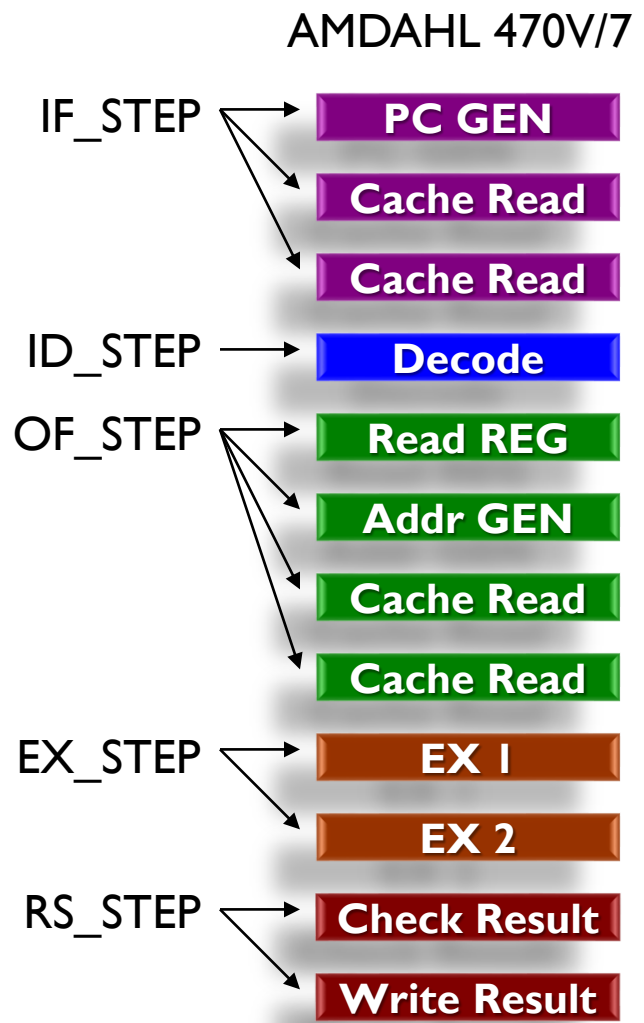 AMDAHL 470V/7
IF_STEP
PC GEN
Cache Read
Cache Read
ID_STEP
Decode
OF_STEP
Read REG
Addr GEN
Cache Read
Cache Read
EX_STEP
EX 1
EX 2
RS_STEP
Check Result
Write Result